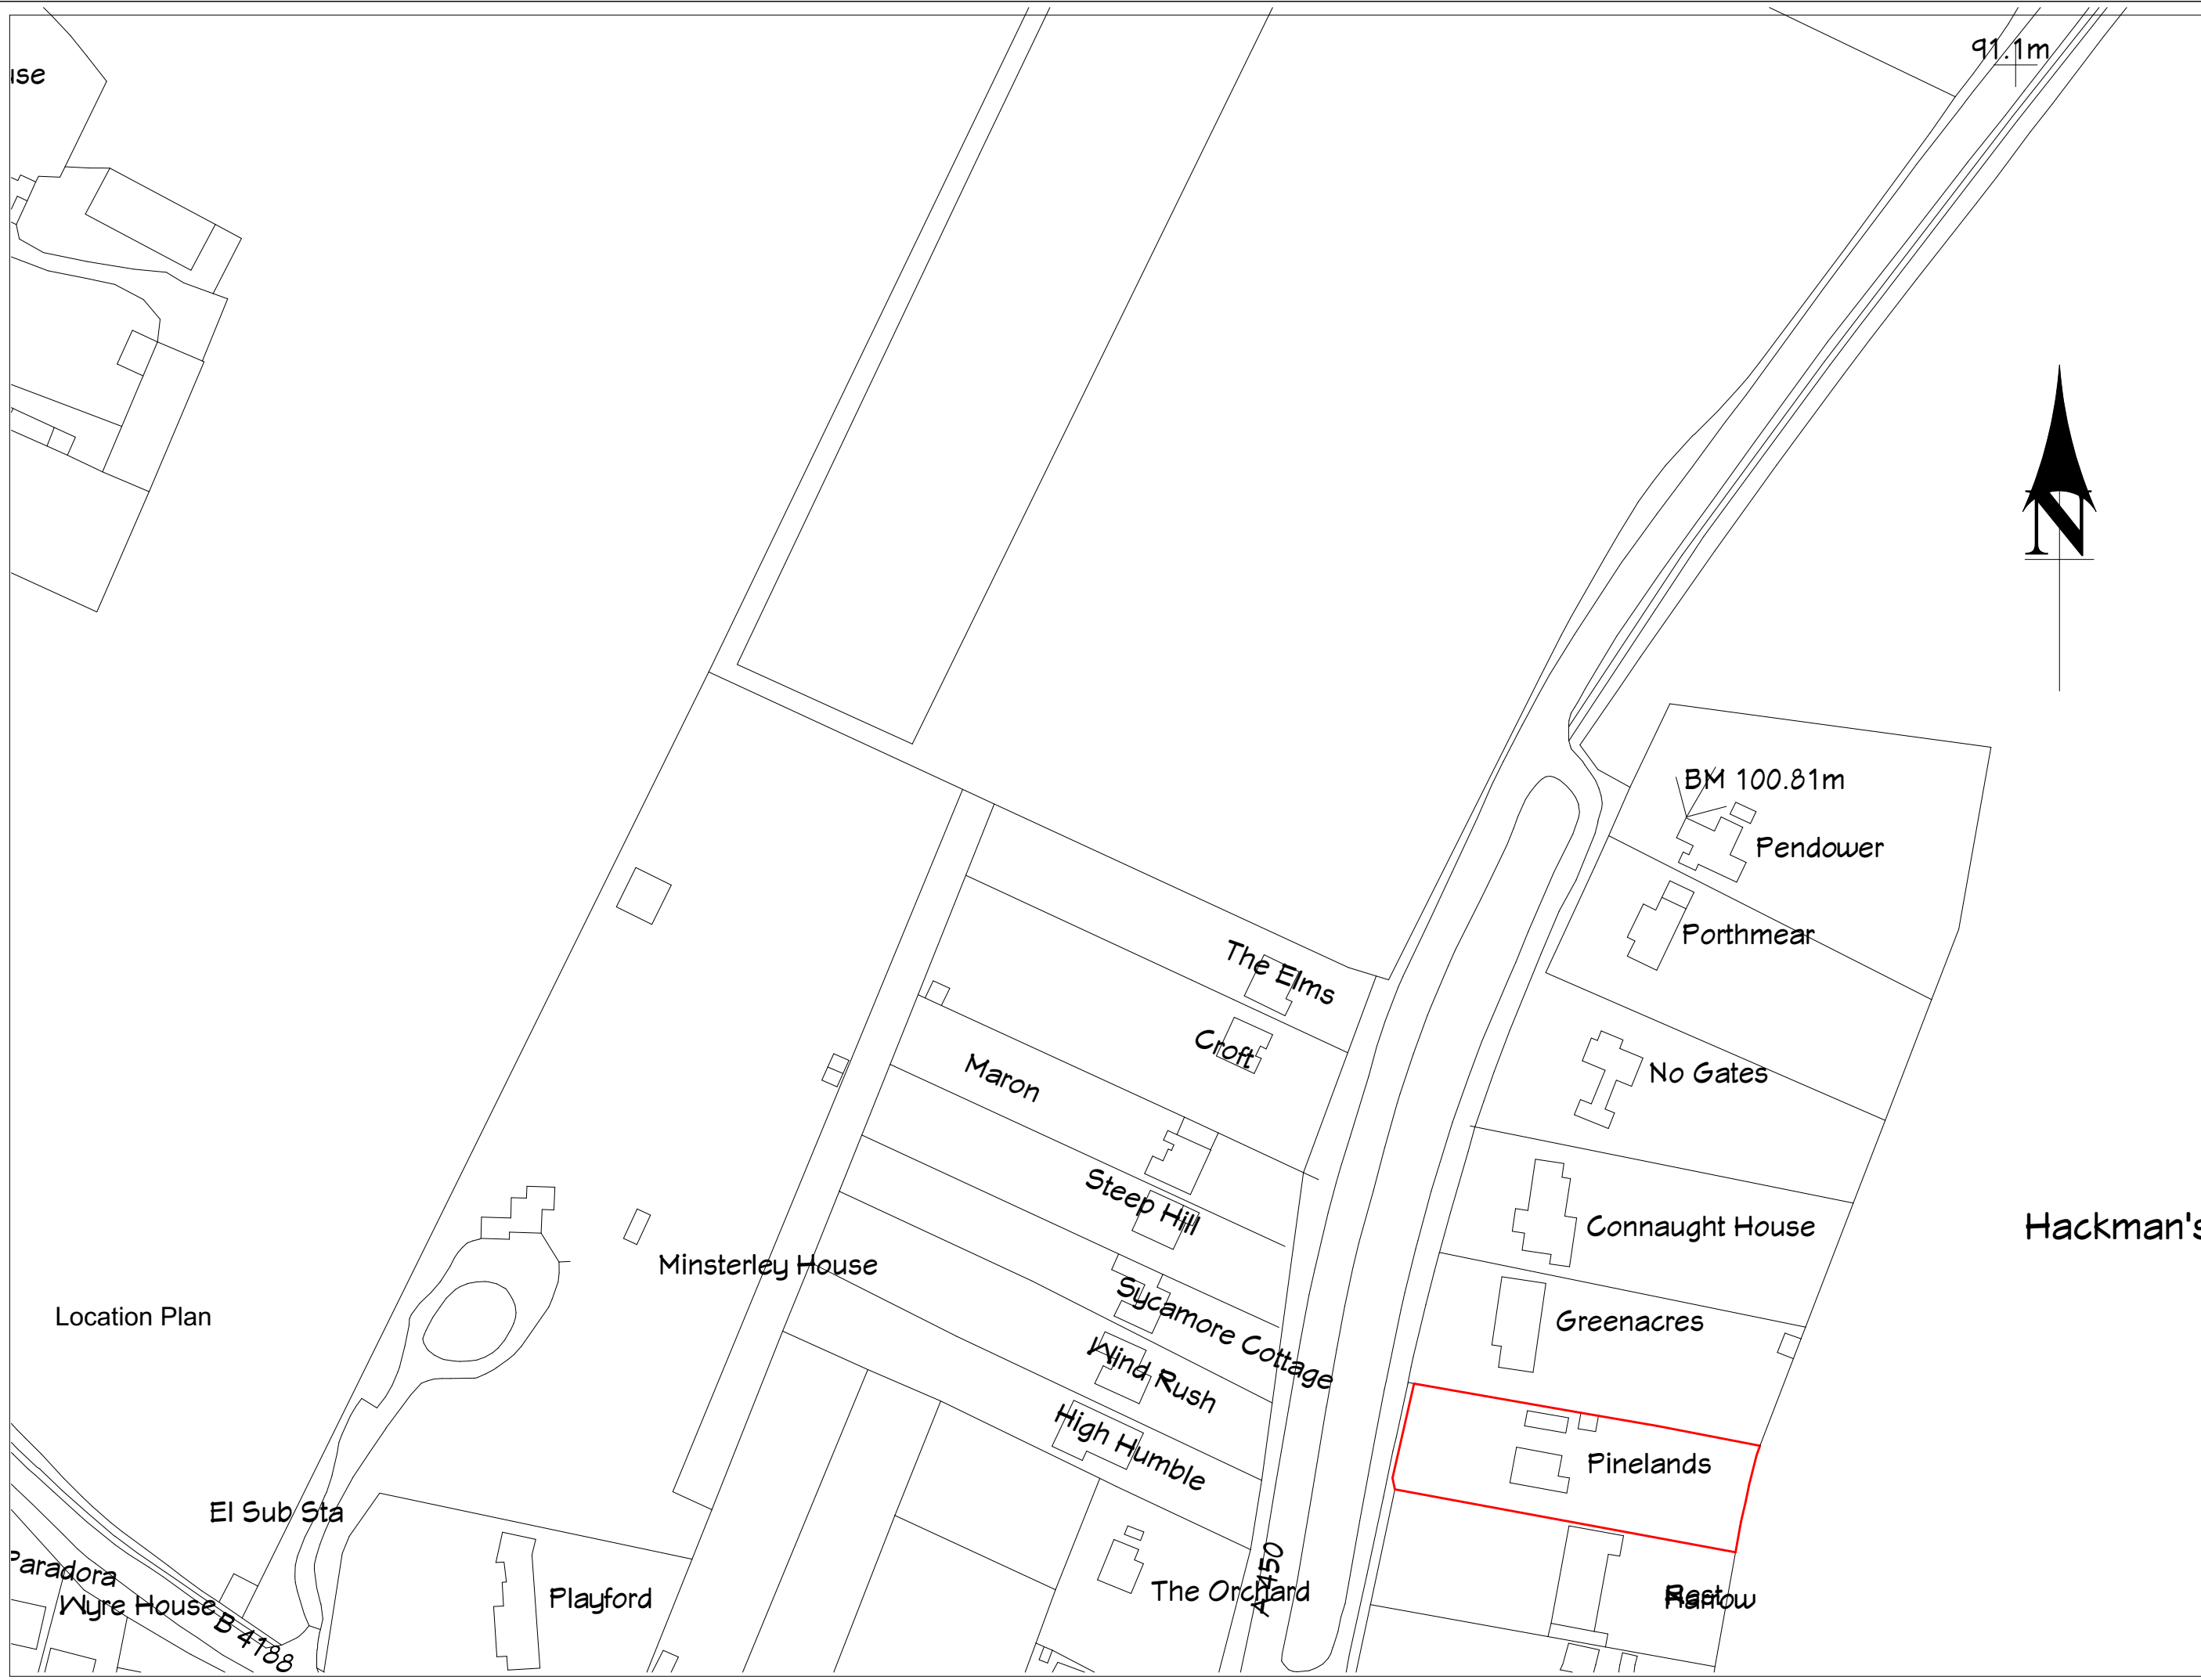 91.1m
use
N
BM 100.81m
Pendower
Porthmear
The Elms
Croft
No Gates
Maron
Steep Hill
Connaught House
Hackman's
Minsterley House
Sycamore Cottage
Location Plan
Greenacres
Wind Rush
High Humble
Pinelands
El Sub Sta
A 450
Paradora
Wyre House
Playford
The Orchard
B 4188